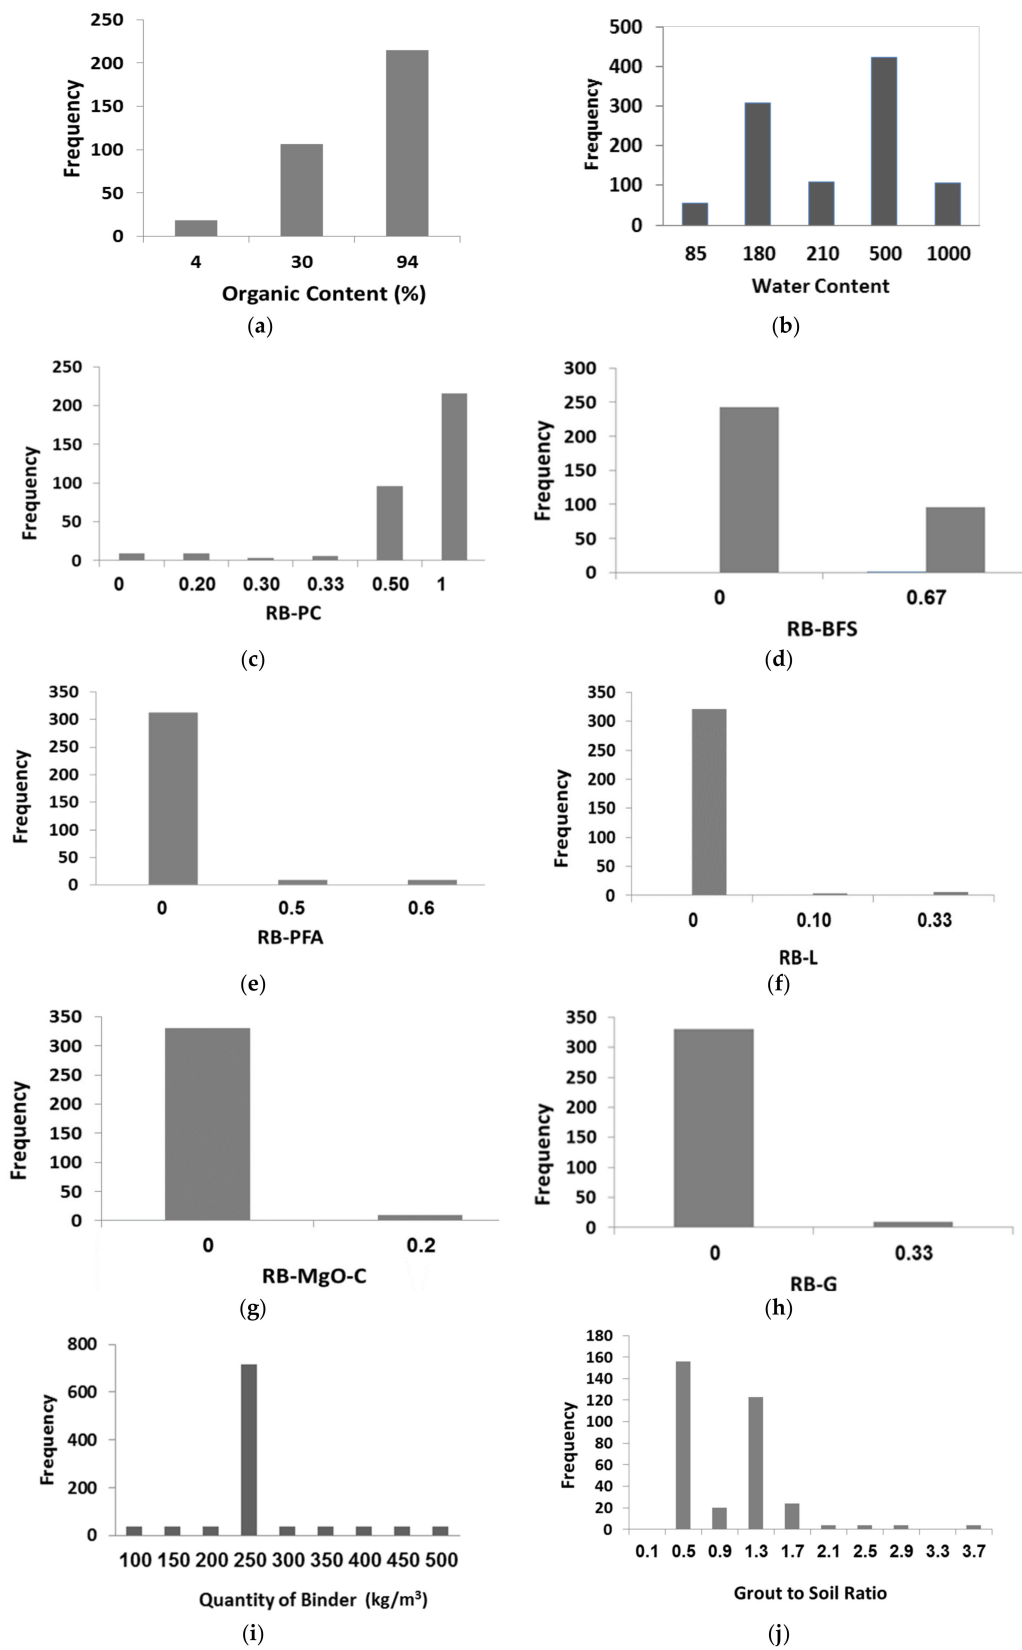 250
200
150
100
50
0
Frequency
4 30 94
Organic Content (%)
(a)
500
400
300
200
100
0
Frequency
85 180 210 500 1000
Water Content
(b)
250
200
150
100
50
0
Frequency
0 0.20 0.30 0.33 0.50 1
RB-PC
(c)
300
250
200
150
100
50
0
Frequency
0 0.67
RB-BFS
(d)
350
300
250
200
150
100
50
0
Frequency
0 0.5 0.6
RB-PFA
(e)
350
300
250
200
150
100
50
0
Frequency
0 0.10 0.33
RB-L
(f)
350
300
250
200
150
100
50
0
Frequency
0 0.2
RB-MgO-C
(g)
350
300
250
200
150
100
50
0
Frequency
0 0.33
RB-G
(h)
800
600
400
200
0
Frequency
100 150 200 250 300 350 400 450 500
Quantity of Binder (kg/m³)
(i)
180
160
140
120
100
80
60
40
20
0
Frequency
0.1 0.5 0.9 1.3 1.7 2.1 2.5 2.9 3.3 3.7
Grout to Soil Ratio
(j)